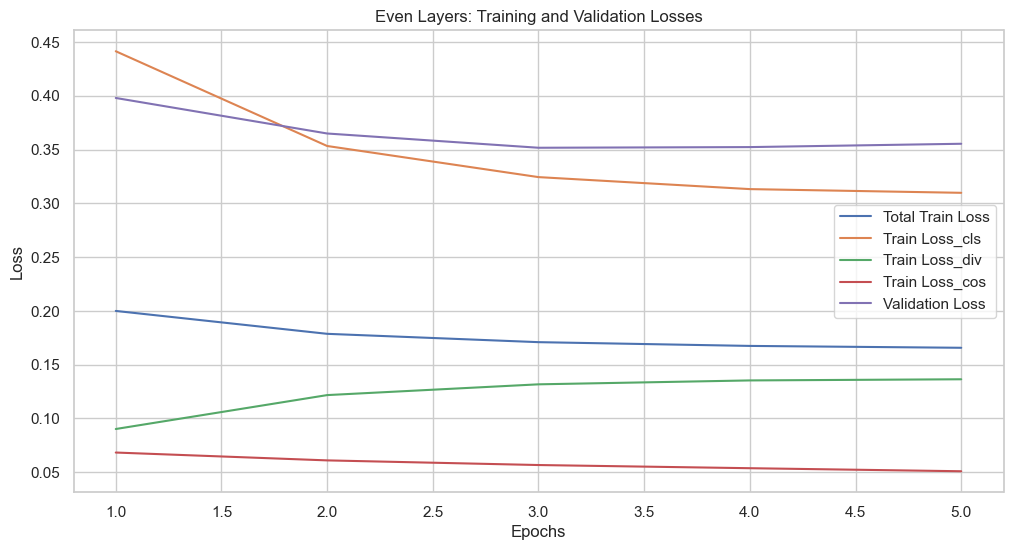 Even Layers: Training and Validation Losses
Loss
0.45
0.40
0.35
0.30
0.25
0.20
0.15
0.10
0.05
Total Train Loss
Train Loss_cls
Train Loss_div
Train Loss_cos
Validation Loss
1.0 1.5 2.0 2.5 3.0 3.5 4.0 4.5 5.0
Epochs